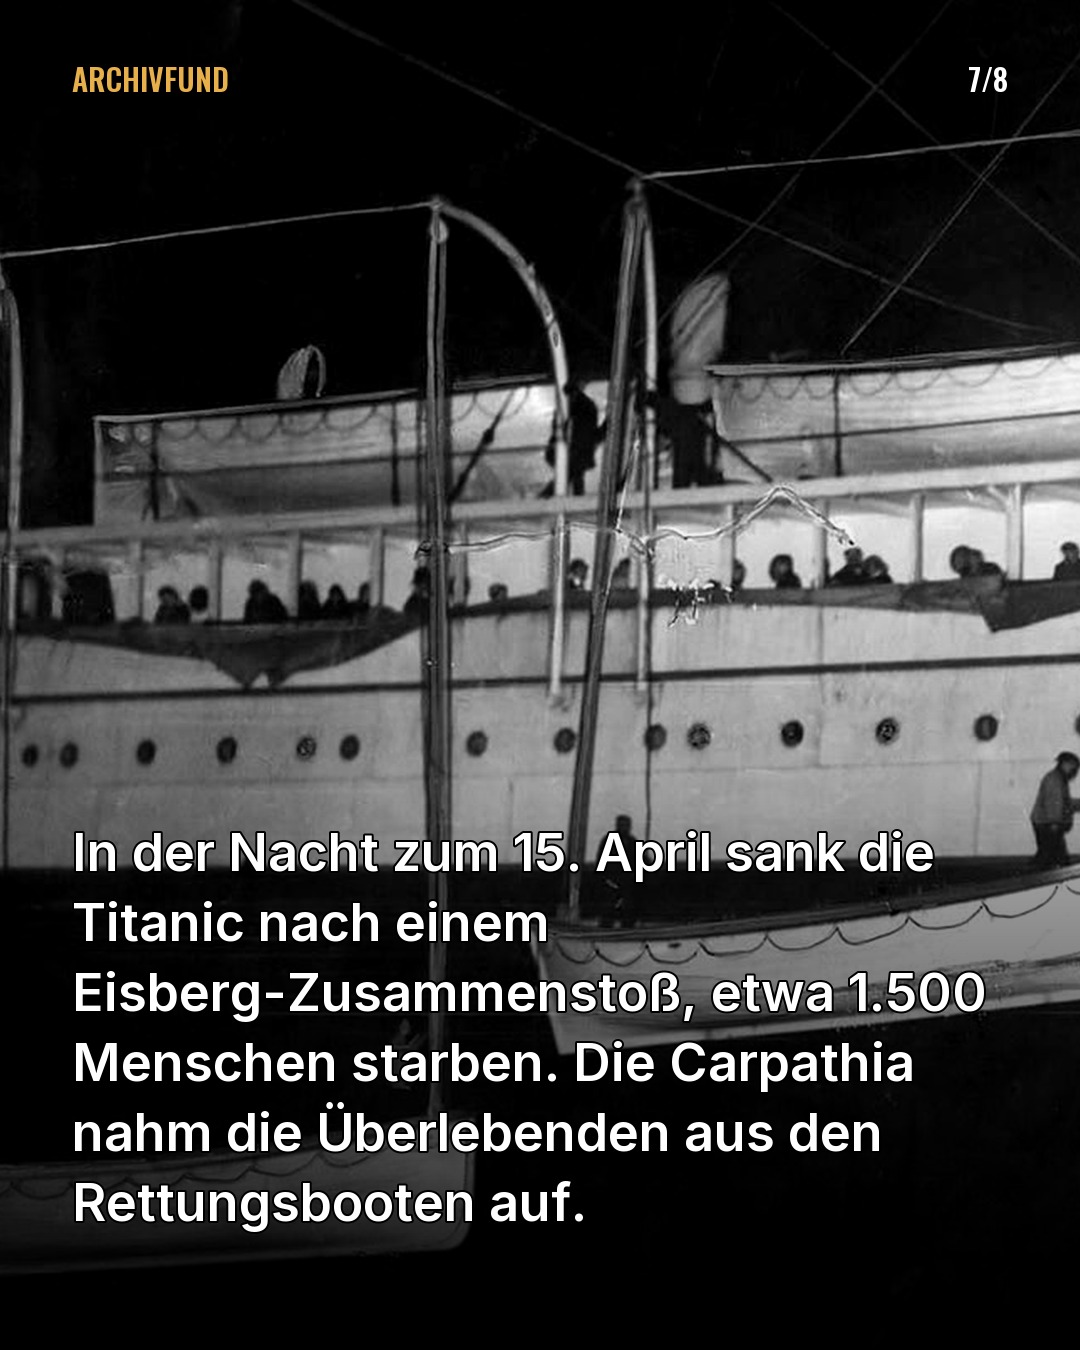 ARCHIVFUND
7/8
In der Nacht zum 15. April sank die
Titanic nach einem
Eisberg-Zusammenstoß, etwa 1.500
Menschen starben. Die Carpathia
nahm die Überlebenden aus den
Rettungsbooten auf.